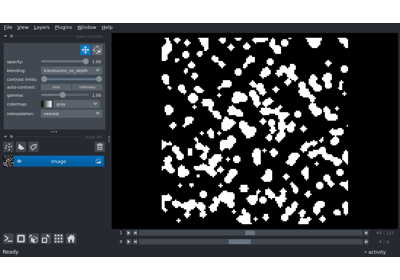 File View Layers Plugins Window Help
opacity: 1.00
blending: translucent_no_depth
contrast limits:
auto-contrast: once continuous
gamma: 1.00
colormap: gray
interpolation: nearest
Image
1
0
Ready
activity